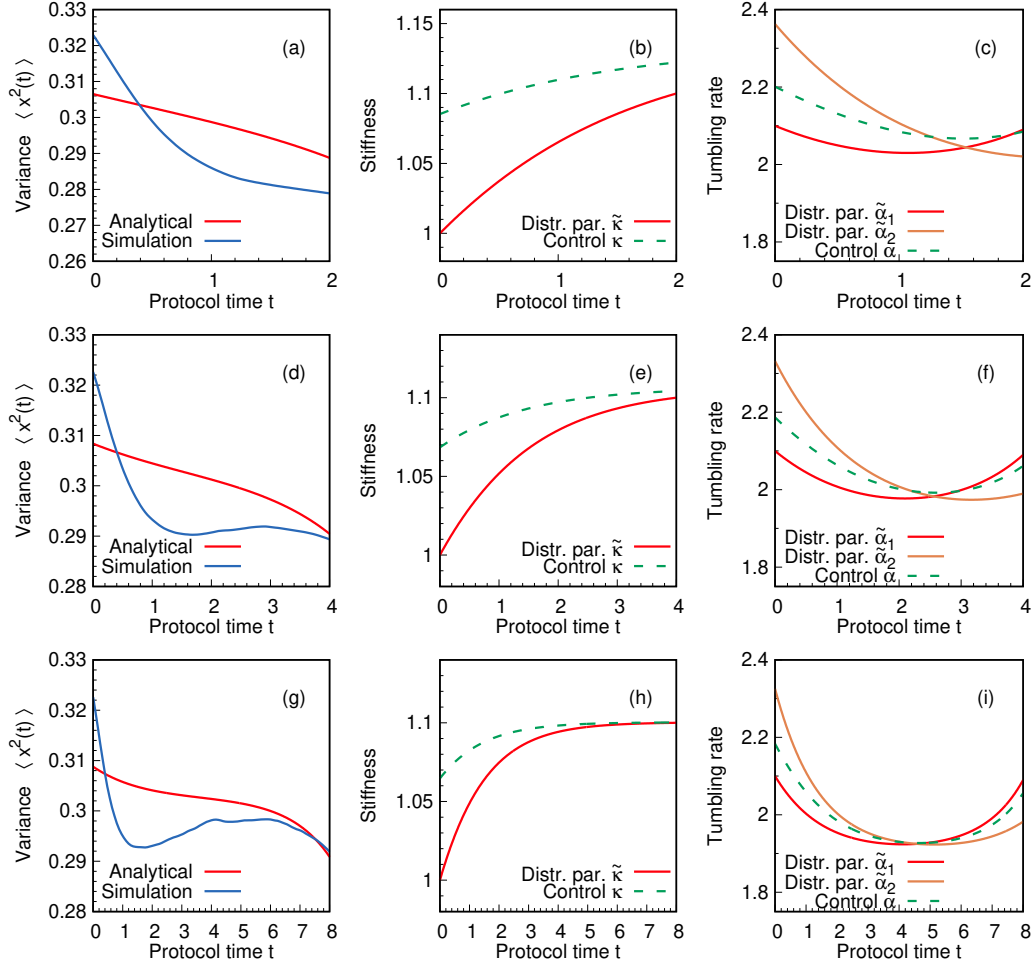 0.33
0.32
0.31
0.3
0.29
0.28
0.27
0.26
Variance ⟨ x²(t) ⟩
(a)
Analytical
Simulation
0 1 2
Protocol time t
1.15
1.1
1.05
1
Stiffness
(b)
Distr. par. κ̃
Control κ
0 1 2
Protocol time t
2.4
2.2
2
1.8
Tumbling rate
(c)
Distr. par. α̃₁
Distr. par. α̃₂
Control α
0 1 2
Protocol time t
0.33
0.32
0.31
0.3
0.29
0.28
Variance ⟨ x²(t) ⟩
(d)
Analytical
Simulation
0 1 2 3 4
Protocol time t
1.1
1.05
1
Stiffness
(e)
Distr. par. κ̃
Control κ
0 1 2 3 4
Protocol time t
2.4
2.2
2
1.8
Tumbling rate
(f)
Distr. par. α̃₁
Distr. par. α̃₂
Control α
0 1 2 3 4
Protocol time t
0.33
0.32
0.31
0.3
0.29
0.28
Variance ⟨ x²(t) ⟩
(g)
Analytical
Simulation
0 1 2 3 4 5 6 7 8
Protocol time t
1.1
1.05
1
Stiffness
(h)
Distr. par. κ̃
Control κ
0 1 2 3 4 5 6 7 8
Protocol time t
2.4
2.2
2
1.8
Tumbling rate
(i)
Distr. par. α̃₁
Distr. par. α̃₂
Control α
0 1 2 3 4 5 6 7 8
Protocol time t